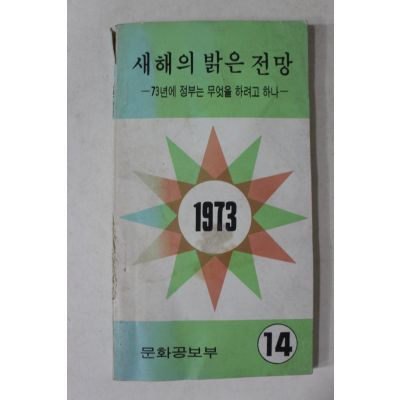 새해의 밝은 전망
—73년에 정부는 무엇을 하려고 하나—
1973
문화공보부
14